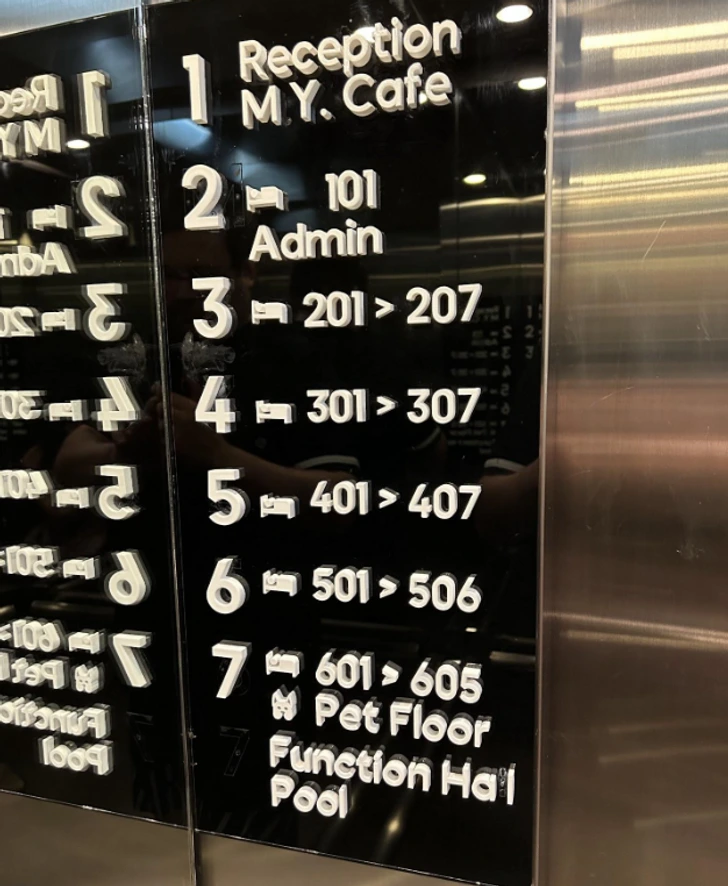 1 Reception
M.Y. Cafe
2 101
Admin
3 201 > 207
4 301 > 307
5 401 > 407
6 501 > 506
7 601 > 605
Pet Floor
Function Hall
Pool